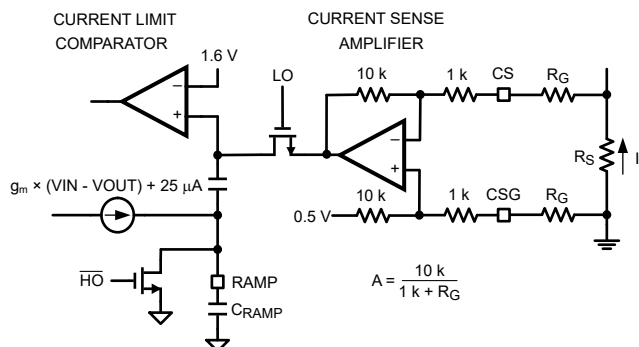 CURRENT LIMIT
COMPARATOR
CURRENT SENSE
AMPLIFIER
1.6 V
LO
10 k
1 k
CS
R_G
R_S
I
g_m × (VIN - VOUT) + 25 μA
0.5 V
10 k
1 k
CSG
R_G
\overline{HO}
RAMP
C_RAMP
A = 10 k
1 k + R_G